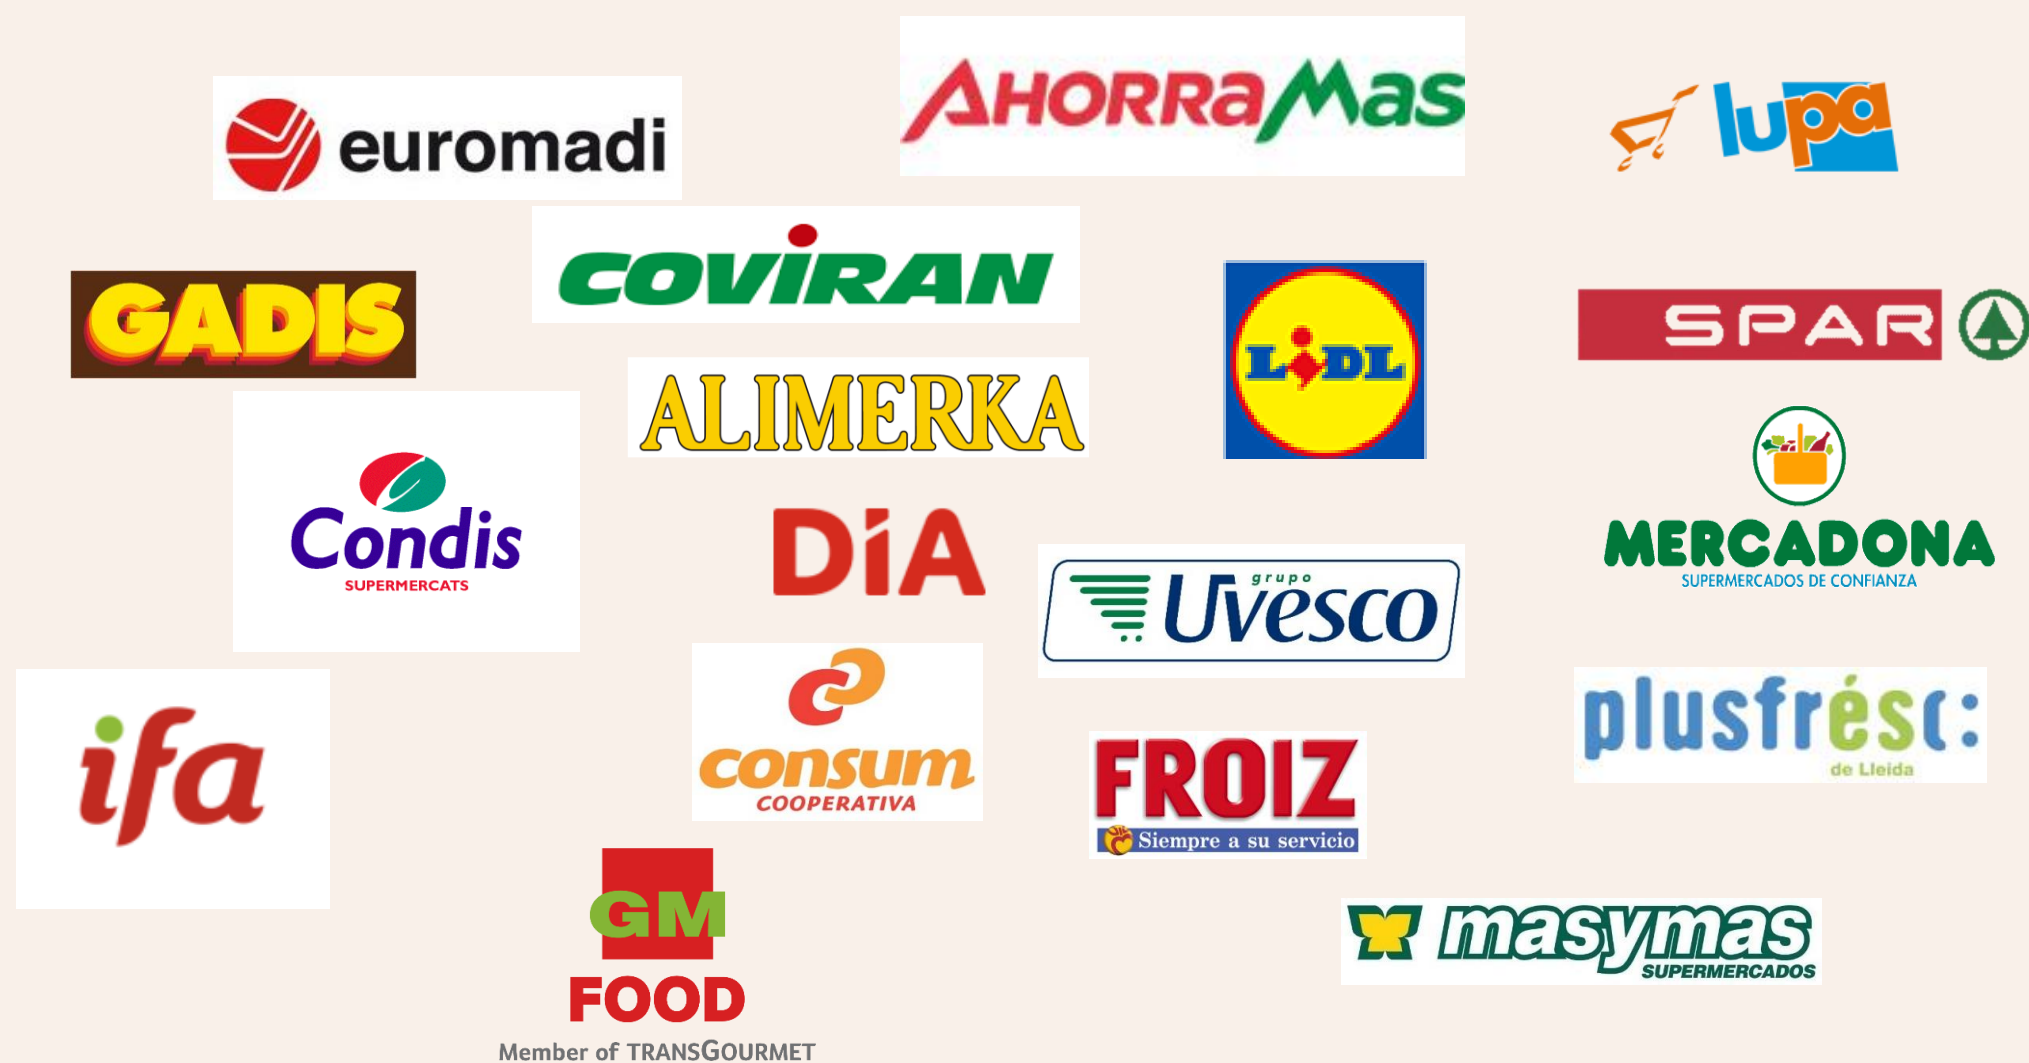 euromadi
AHORRAMas
lupa
COVIRAN
GADIS
LIDL
SPAR
ALIMERKA
MERCADONA
SUPERMERCADOS DE CONFIANZA
Condis
SUPERMERCATS
DIA
grupo
Uvesco
consum
COOPERATIVA
plusfrésc:
de Lleida
ifa
FROIZ
Siempre a su servicio
GM
FOOD
Member of TRANSGOURMET
masymas
SUPERMERCADOS